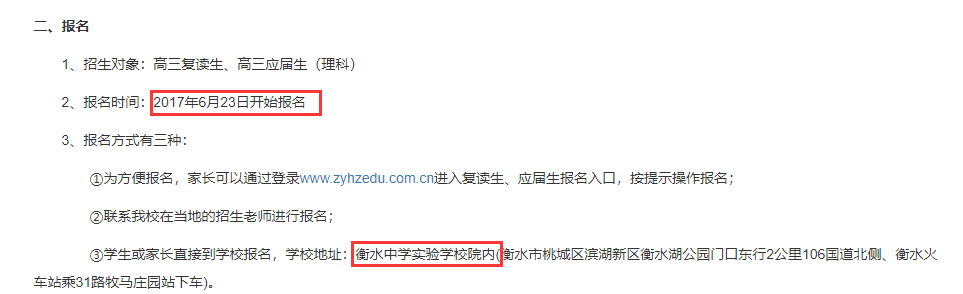 二、报名
1、招生对象：高三复读生、高三应届生（理科）
2、报名时间：2017年6月23日开始报名
3、报名方式有三种：
①为方便报名，家长可以通过登录www.zyhzedu.com.cn进入复读生、应届生报名入口，按提示操作报名；
②联系我校在当地的招生老师进行报名；
③学生或家长直接到学校报名，学校地址：衡水中学实验学校院内(衡水市桃城区滨湖新区衡水湖公园门口东行2公里106国道北侧、衡水火
车站乘31路牧马庄园站下车)。